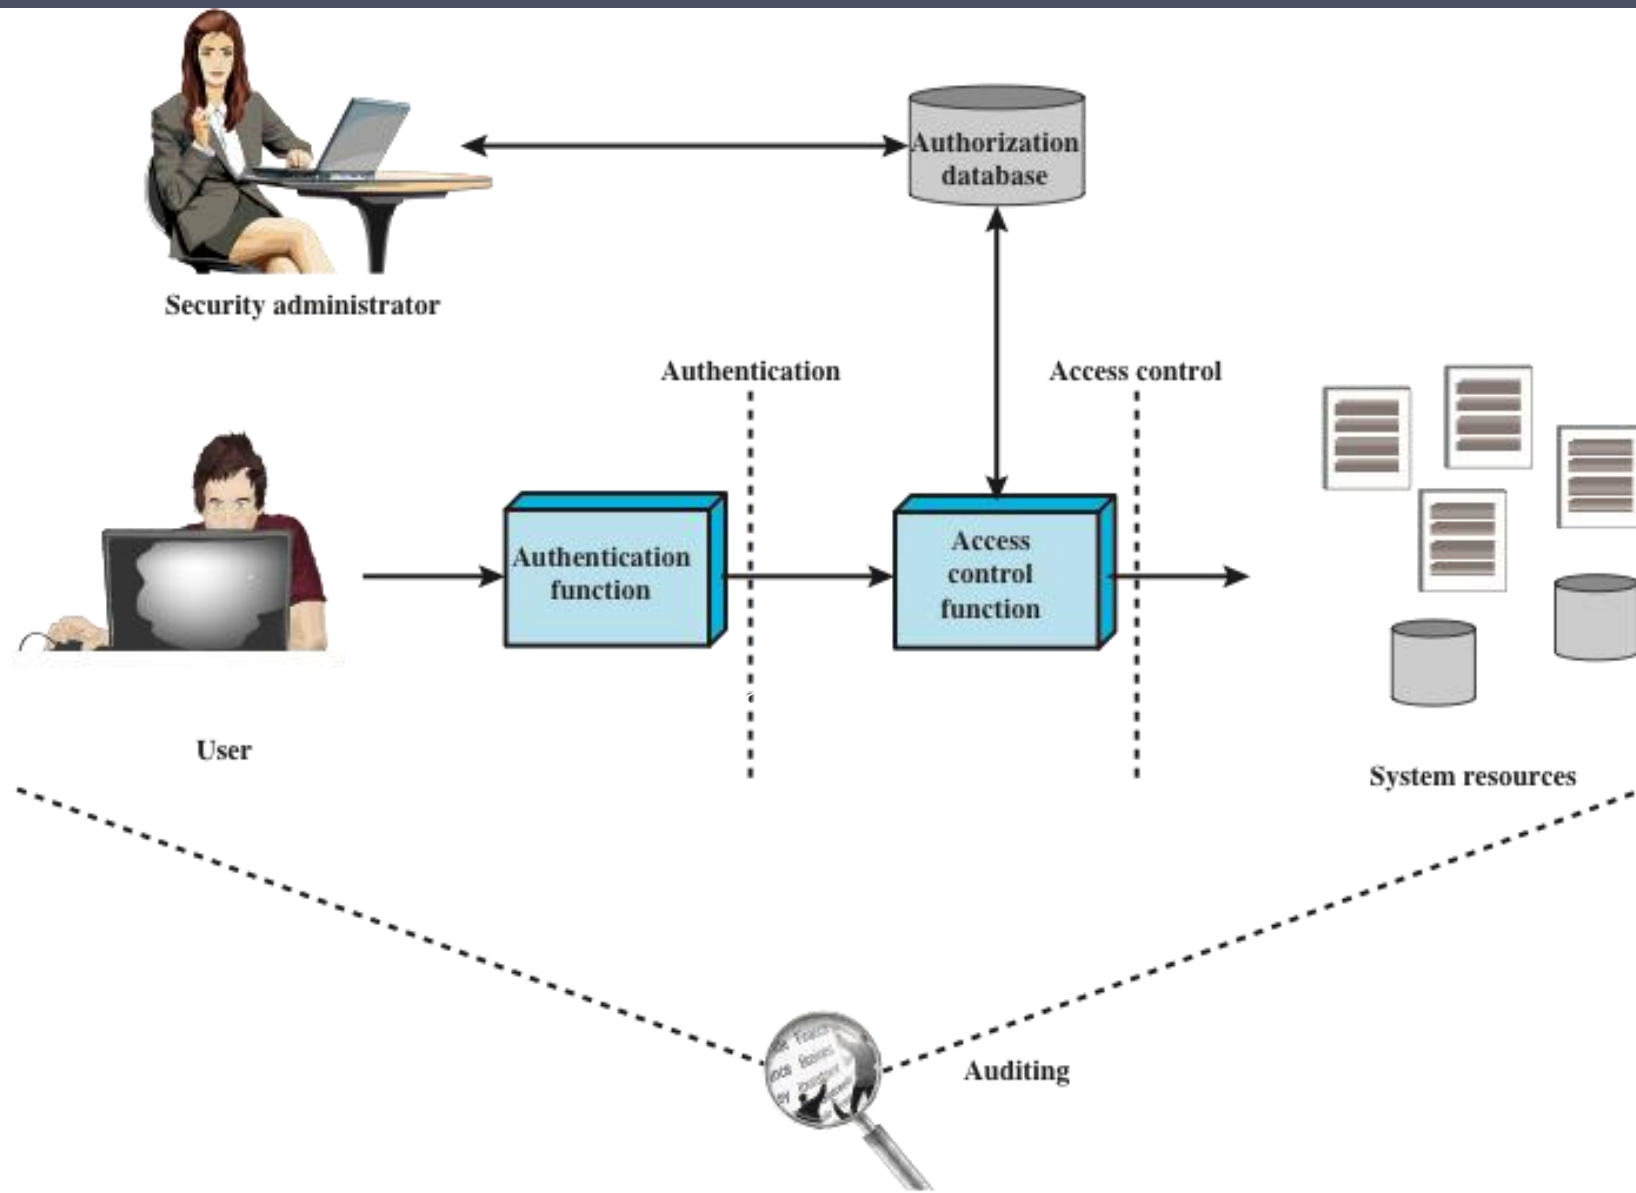 Authorization
database
Security administrator
Authentication
Access control
Authentication
function
Access
control
function
User
System resources
Auditing